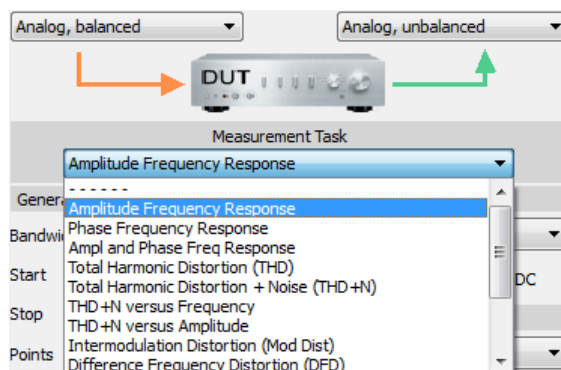 Analog, balanced
Analog, unbalanced
DUT
Measurement Task
Amplitude Frequency Response
- - - - - -
Amplitude Frequency Response
Phase Frequency Response
Ampl and Phase Freq Response
Total Harmonic Distortion (THD)
Total Harmonic Distortion + Noise (THD+N)
THD+N versus Frequency
THD+N versus Amplitude
Intermodulation Distortion (Mod Dist)
Difference Frequency Distortion (DFD)
Genera
Bandwi
Start
DC
Stop
Points